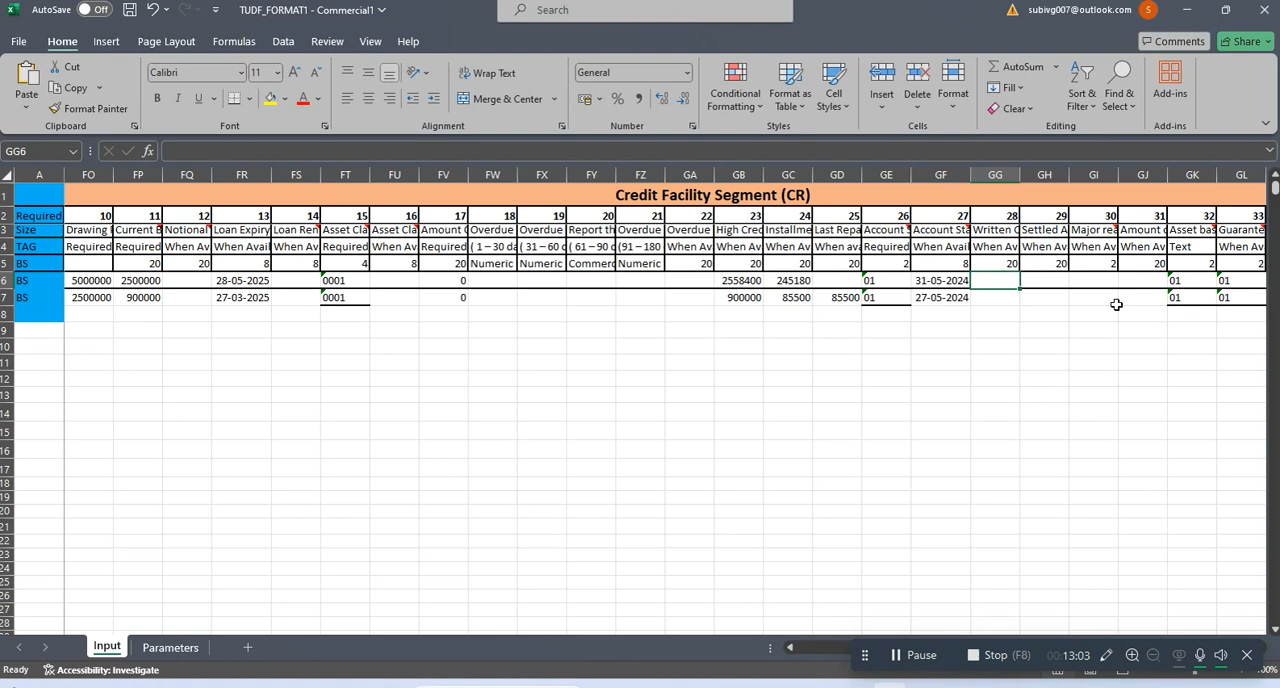 AutoSave Off TUDF_FORMAT1 - Commercial1 Search subivg007@outlook.com S
File Home Insert Page Layout Formulas Data Review View Help Comments Share
Paste Cut Copy Format Painter Clipboard
Calibri 11 B I U A Font
Wrap Text Merge & Center Alignment
General % Number
Conditional Formatting Format as Table Cell Styles Styles
Insert Delete Format Cells
AutoSum Fill Clear Sort & Filter Find & Select Editing
Add-ins Add-ins
GG6 fx
A FO FP FQ FR FS FT FU FV FW FX FY FZ GA GB GC GD GE GF GG GH GI GJ GK GL
1 Credit Facility Segment (CR)
2 Required 10 11 12 13 14 15 16 17 18 19 20 21 22 23 24 25 26 27 28 29 30 31 32 33
3 Size Drawing Current B Notional Loan Expiry Loan Ren Asset Cla Asset Cla Amount O Overdue Overdue Report th Overdue Overdue High Cred Installme Last Repa Account Account Sta Written O Settled A Major rea Amount o Asset bas Guarante
4 TAG Required Required When Av When Avail When Av Required When Av Required ( 1—30 da ( 31—60 d ( 61—90 d (91—180 When Av When Av When Av When ava Required When Avail When Av When Av When Av When Av Text When Av
5 BS 20 20 8 8 4 8 20 Numeric Numeric Commerc Numeric 20 20 20 20 2 8 20 20 2 20 2 2
6 BS 5000000 2500000 28-05-2025 0001 0 2558400 245180 01 31-05-2024 01 01
7 BS 2500000 900000 27-03-2025 0001 0 900000 85500 85500 01 27-05-2024 01 01
8
9
10
11
12
13
14
15
16
17
18
19
20
21
22
23
24
25
26
27
28
Input Parameters
Pause Stop (F8) 00:13:03
Ready Accessibility: Investigate 100%